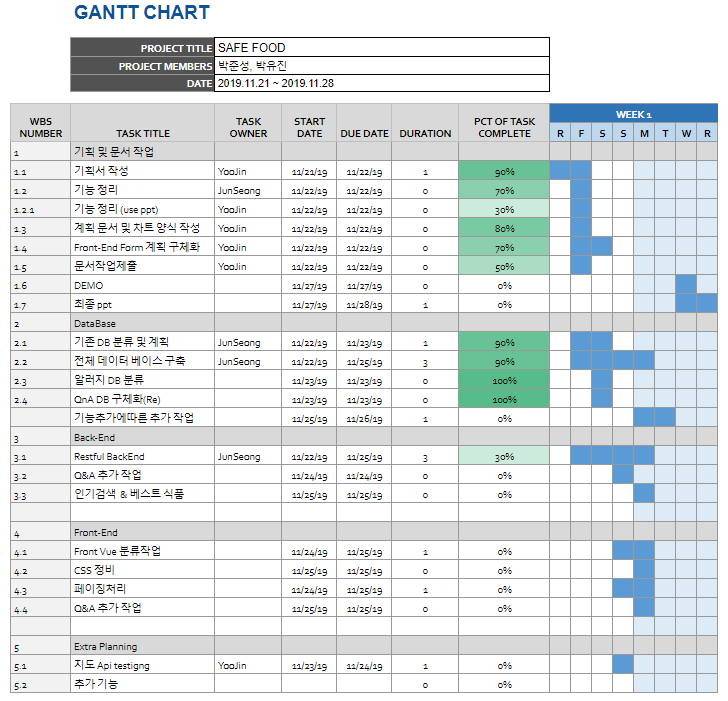 GANTT CHART
PROJECT TITLE SAFE FOOD
PROJECT MEMBERS 박준성, 박유진
DATE 2019.11.21 ~ 2019.11.28
WBS NUMBER TASK TITLE TASK OWNER START DATE DUE DATE DURATION PCT OF TASK COMPLETE WEEK 1
R F S S M T W R
1 기획 및 문서 작업
1.1 기획서 작성 YooJin 11/21/19 11/22/19 1 90%
1.2 기능 정리 JunSeong 11/22/19 11/22/19 0 70%
1.2.1 기능 정리 (use ppt) YooJin 11/22/19 11/22/19 0 30%
1.3 계획 문서 및 차트 양식 작성 YooJin 11/22/19 11/22/19 0 80%
1.4 Front-End Form 계획 구체화 YooJin 11/22/19 11/22/19 0 70%
1.5 문서작업제출 YooJin 11/22/19 11/22/19 0 50%
1.6 DEMO 11/27/19 11/27/19 0 0%
1.7 최종 ppt 11/27/19 11/28/19 1 0%
2 DataBase
2.1 기존 DB 분류 및 계획 JunSeong 11/22/19 11/23/19 1 90%
2.2 전체 데이터 베이스 구축 JunSeong 11/22/19 11/25/19 3 90%
2.3 알러지 DB 분류 11/23/19 11/23/19 0 100%
2.4 QnA DB 구체화(Re) 11/23/19 11/23/19 0 100%
기능추가에따른 추가 작업 11/25/19 11/26/19 1 0%
3 Back-End
3.1 Restful BackEnd JunSeong 11/22/19 11/25/19 3 30%
3.2 Q&A 추가 작업 11/24/19 11/24/19 0 0%
3.3 인기검색 & 베스트 식품 11/25/19 11/25/19 0 0%
4 Front-End
4.1 Front Vue 분류작업 11/24/19 11/25/19 1 0%
4.2 CSS 정비 11/25/19 11/25/19 0 0%
4.3 페이징처리 11/24/19 11/25/19 1 0%
4.4 Q&A 추가 작업 11/25/19 11/25/19 0 0%
5 Extra Planning
5.1 지도 Api testigng YooJin 11/23/19 11/24/19 1 0%
5.2 추가 기능 0 0%